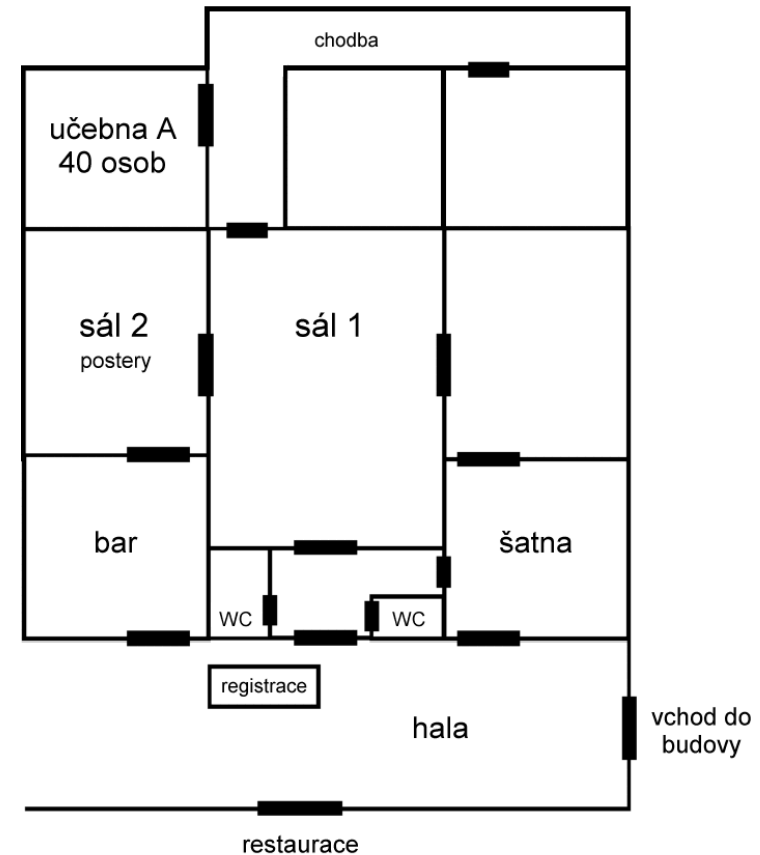 chodba
učebna A
40 osob
sál 2
postery
sál 1
bar
šatna
WC
WC
registrace
hala
vchod do
budovy
restaurace